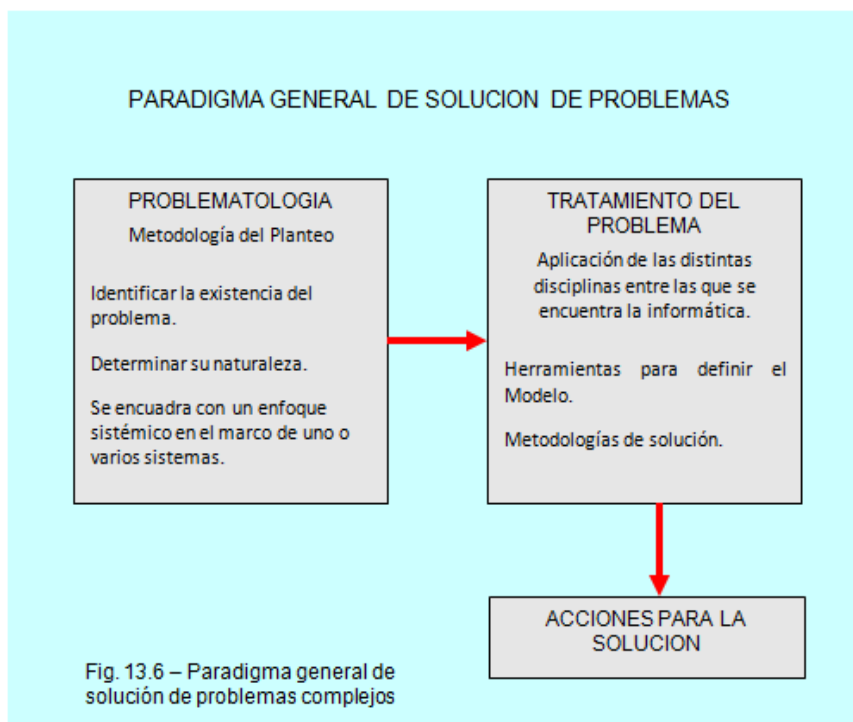 PARADIGMA GENERAL DE SOLUCION DE PROBLEMAS
PROBLEMATOLOGIA
Metodología del Planteo
Identificar la existencia del
problema.
Determinar su naturaleza.
Se encuadra con un enfoque
sistémico en el marco de uno o
varios sistemas.
TRATAMIENTO DEL
PROBLEMA
Aplicación de las distintas
disciplinas entre las que se
encuentra la informática.
Herramientas para definir el
Modelo.
Metodologías de solución.
ACCIONES PARA LA
SOLUCION
Fig. 13.6 – Paradigma general de
solución de problemas complejos